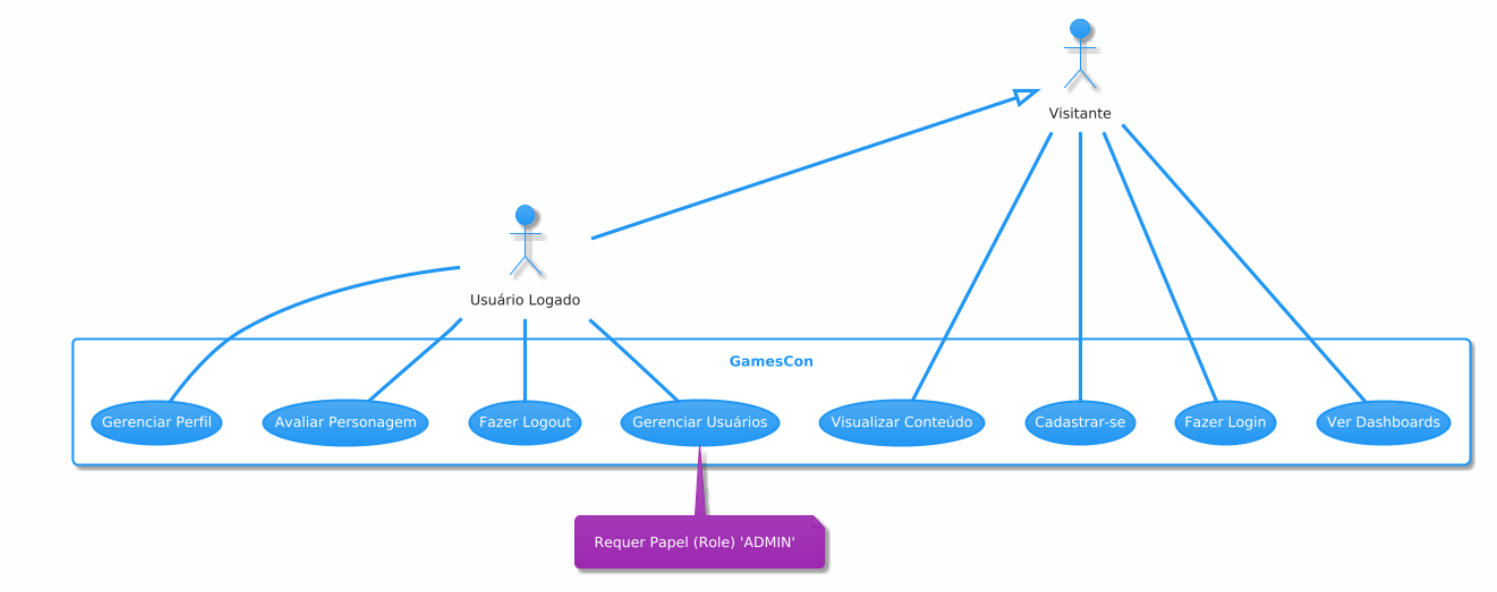 Visitante
Usuário Logado
GamesCon
Gerenciar Perfil
Avaliar Personagem
Fazer Logout
Gerenciar Usuários
Visualizar Conteúdo
Cadastrar-se
Fazer Login
Ver Dashboards
Requer Papel (Role) 'ADMIN'